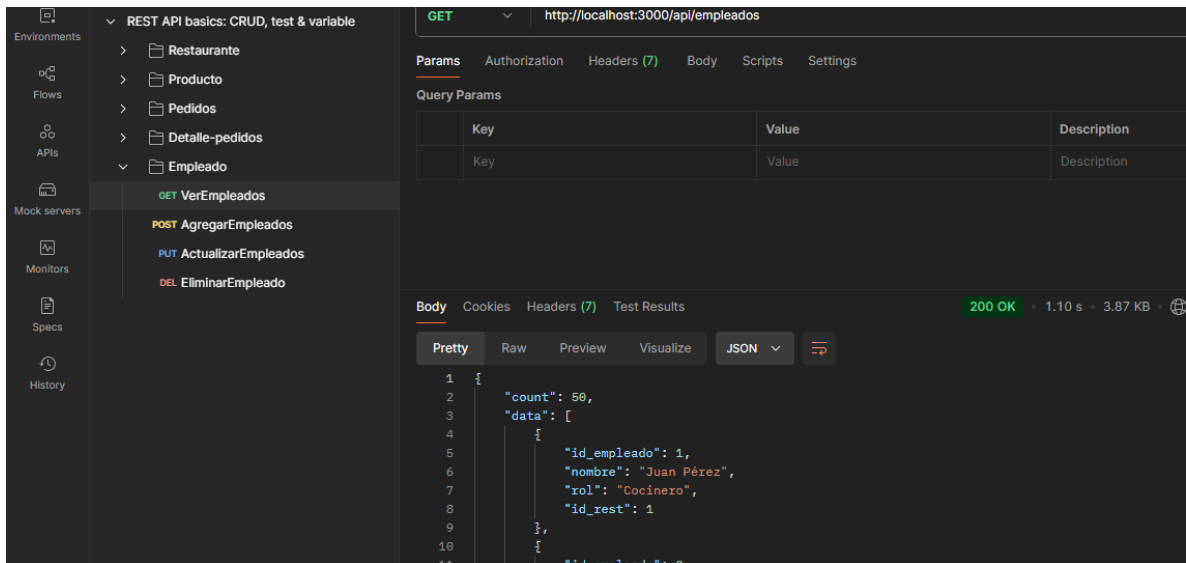 Environments
Flows
APIs
Mock servers
Monitors
Specs
History
REST API basics: CRUD, test & variable
Restaurante
Producto
Pedidos
Detalle-pedidos
Empleado
GET VerEmpleados
POST AgregarEmpleados
PUT ActualizarEmpleados
DEL EliminarEmpleado
GET http://localhost:3000/api/empleados
Params Authorization Headers (7) Body Scripts Settings
Query Params
Key Value Description
Key Value Description
Body Cookies Headers (7) Test Results 200 OK 1.10 s 3.87 KB
Pretty Raw Preview Visualize JSON
1 {
2 "count": 50,
3 "data": [
4 {
5 "id_empleado": 1,
6 "nombre": "Juan Pérez",
7 "rol": "Cocinero",
8 "id_rest": 1
9 },
10 {